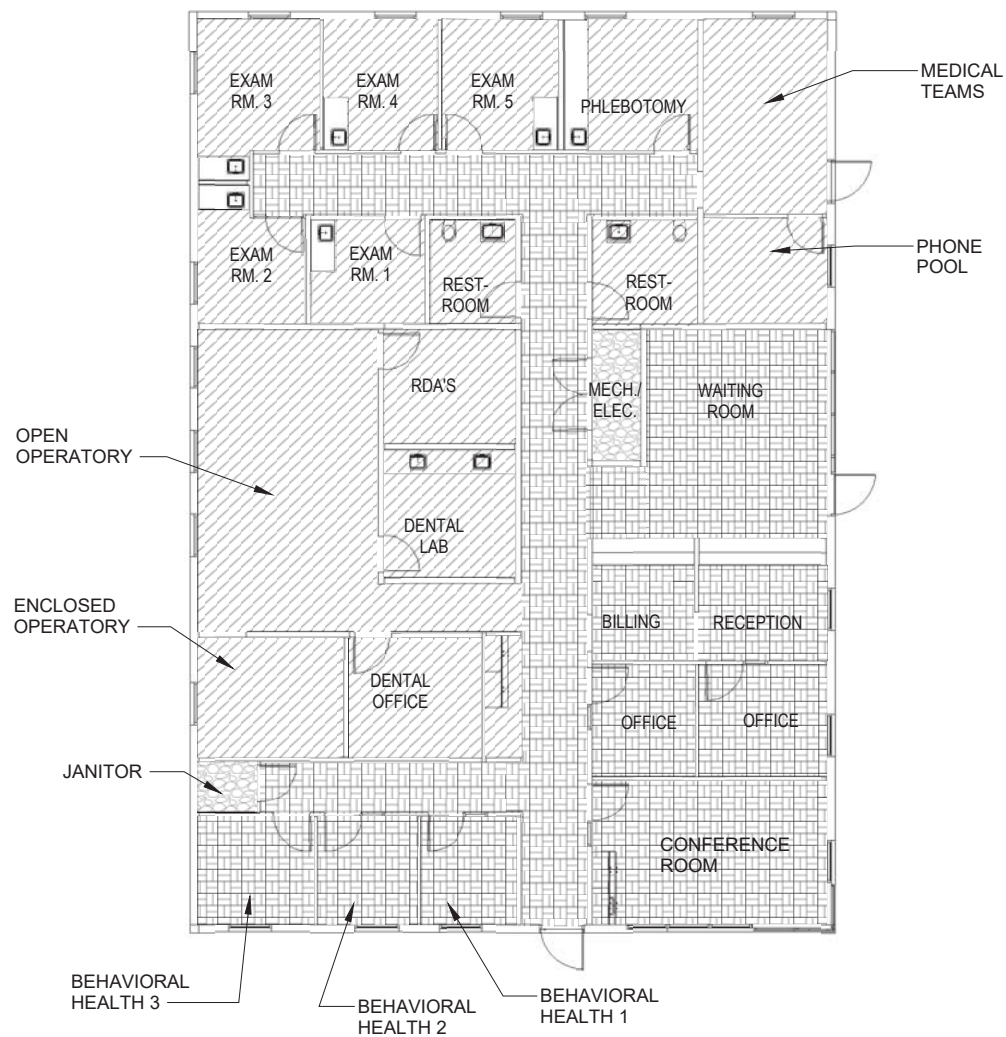 EXAM
RM. 3
EXAM
RM. 4
EXAM
RM. 5
PHLEBOTOMY
MEDICAL
TEAMS
EXAM
RM. 2
EXAM
RM. 1
REST-
ROOM
REST-
ROOM
PHONE
POOL
RDA'S
MECH./
ELEC.
WAITING
ROOM
OPEN
OPERATORY
DENTAL
LAB
ENCLOSED
OPERATORY
BILLING
RECEPTION
DENTAL
OFFICE
OFFICE
OFFICE
JANITOR
CONFERENCE
ROOM
BEHAVIORAL
HEALTH 3
BEHAVIORAL
HEALTH 2
BEHAVIORAL
HEALTH 1